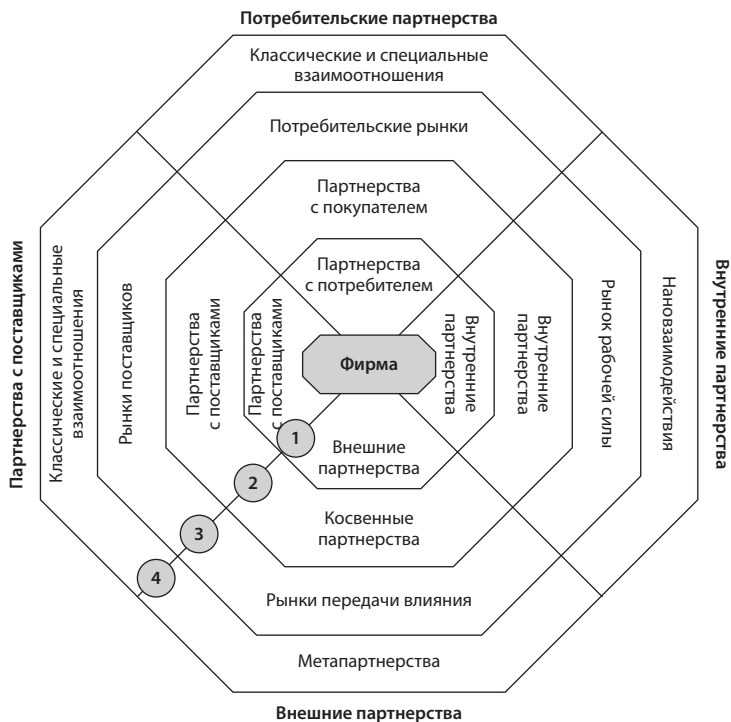 Потребительские партнерства
Классические и специальные
взаимоотношения
Потребительские рынки
Партнерства
с покупателем
Партнерства
с потребителем
Партнерства с поставщиками
Классические и специальные
взаимоотношения
Рынки поставщиков
Партнерства
с поставщиками
Партнерства
с поставщиками
Фирма
Внутренние
партнерства
Внутренние
партнерства
Рынок рабочей силы
Нановзаимодействия
Внутренние партнерства
1
2
3
4
Внешние
партнерства
Косвенные
партнерства
Рынки передачи влияния
Метапартнерства
Внешние партнерства